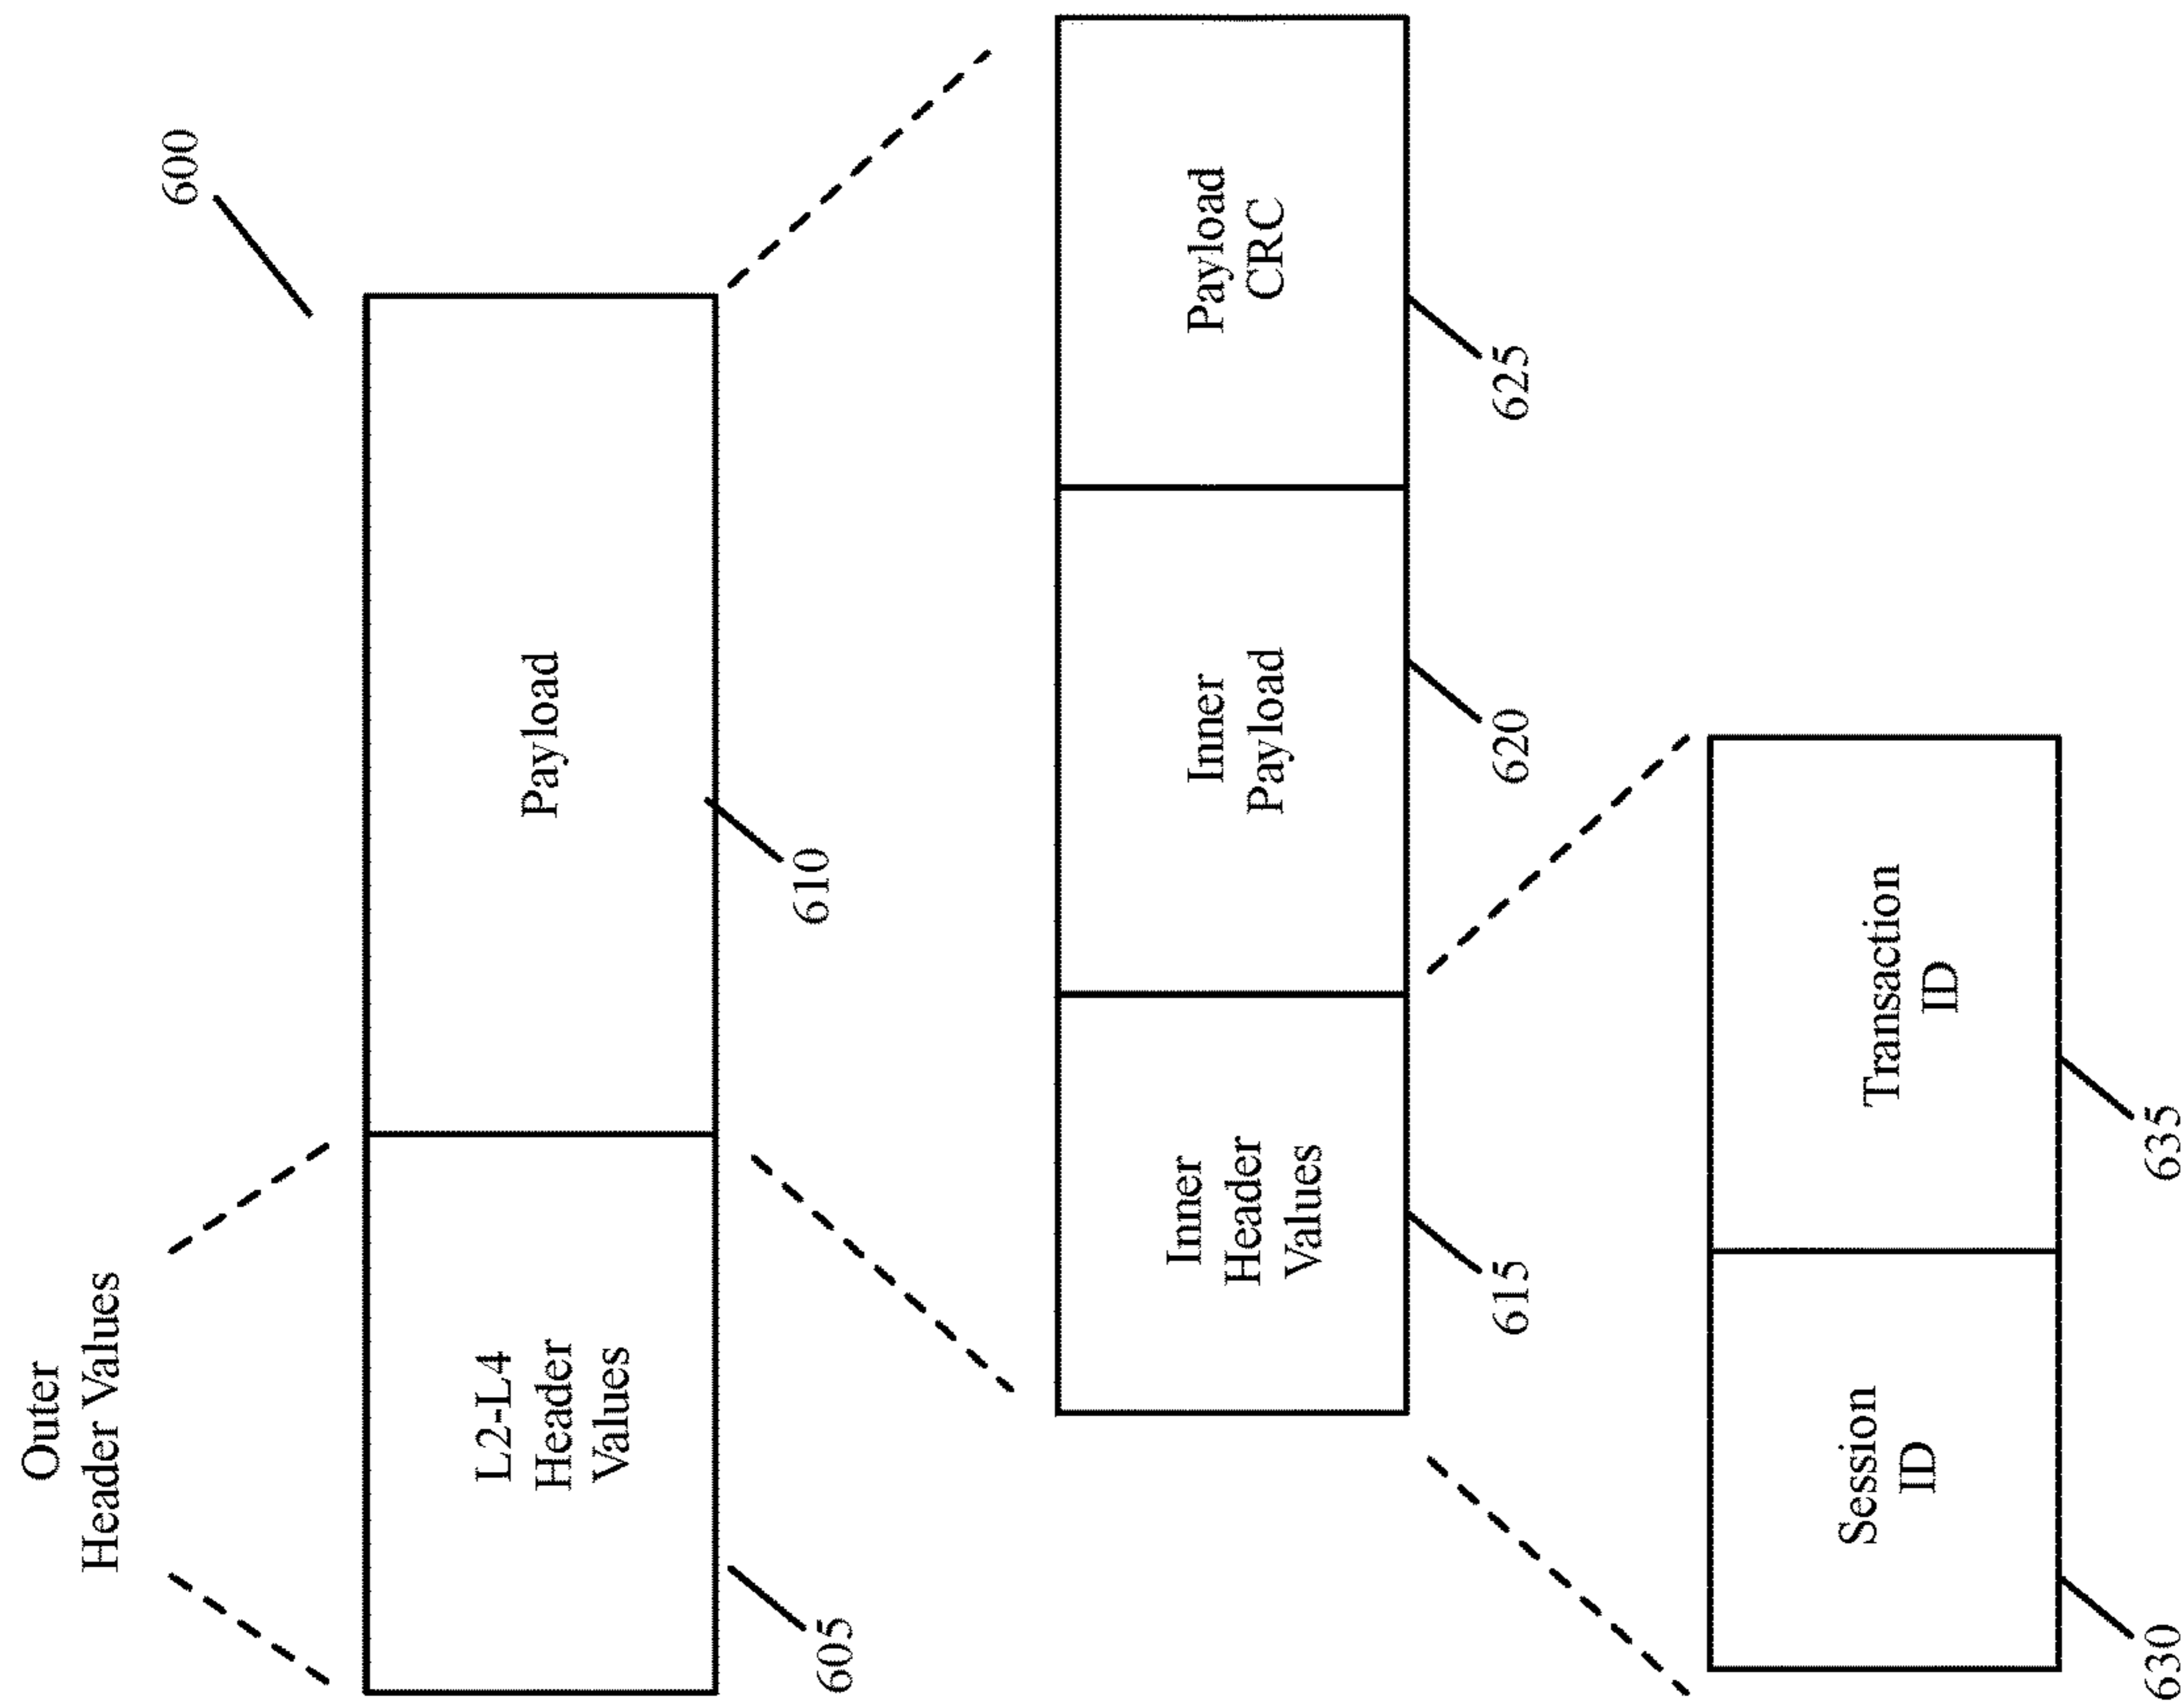 600
Outer
Header Values
L2-L4
Header
Values
Payload
605
610
Inner
Header
Values
Inner
Payload
Payload
CRC
615
620
625
Session
ID
Transaction
ID
630
635